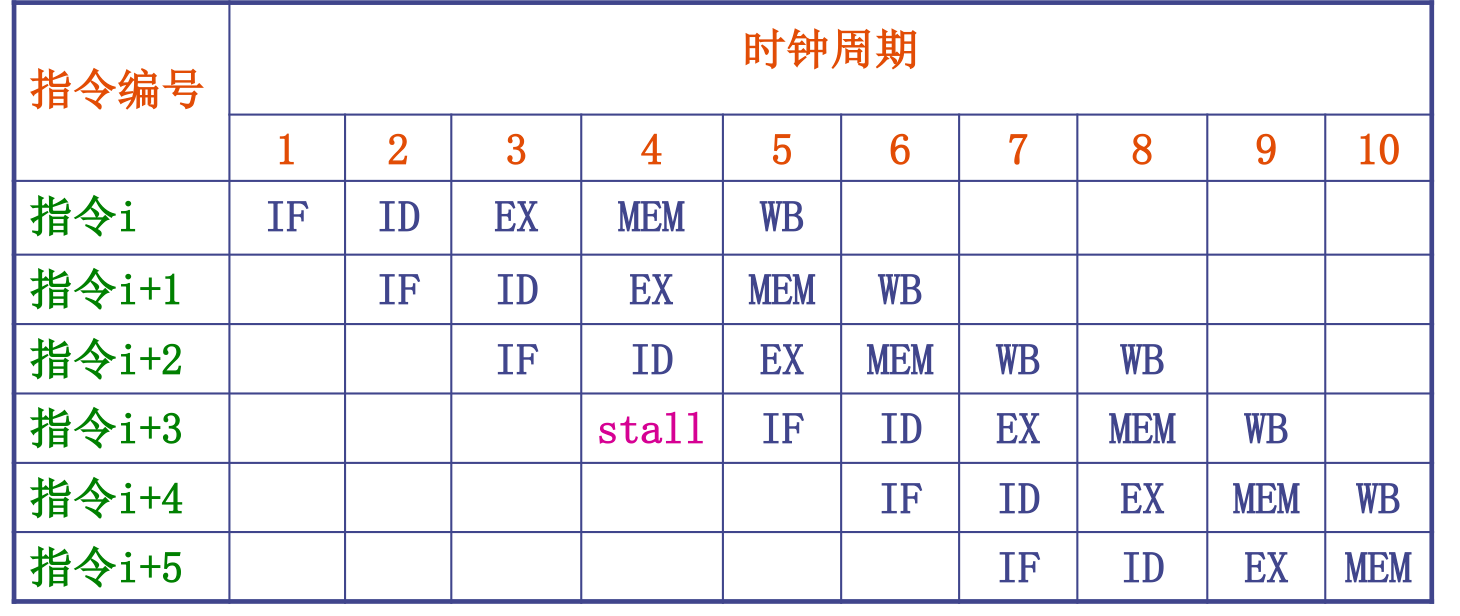 时钟周期
指令编号
1 2 3 4 5 6 7 8 9 10
指令i IF ID EX MEM WB
指令i+1 IF ID EX MEM WB
指令i+2 IF ID EX MEM WB WB
指令i+3 stall IF ID EX MEM WB
指令i+4 IF ID EX MEM WB
指令i+5 IF ID EX MEM